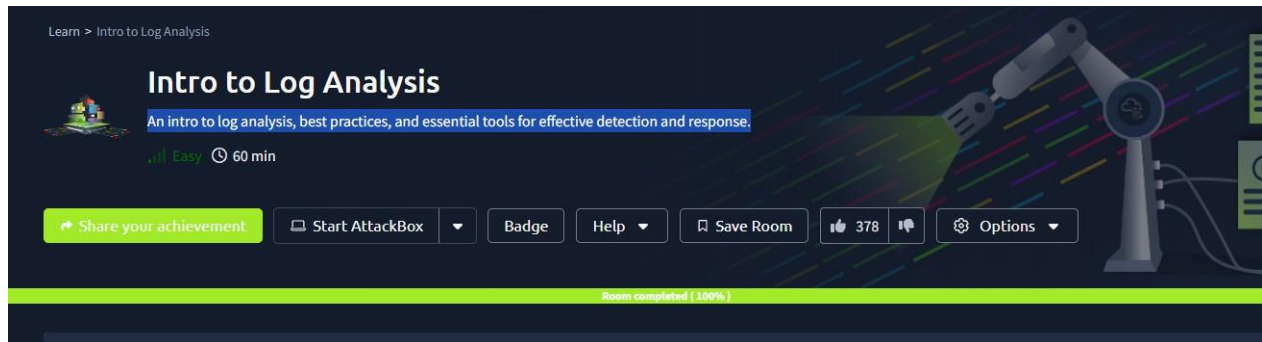 Learn > Intro to Log Analysis
Intro to Log Analysis
An intro to log analysis, best practices, and essential tools for effective detection and response.
Easy 60 min
Share your achievement Start AttackBox Badge Help Save Room 378 Options
Room completed ( 100% )